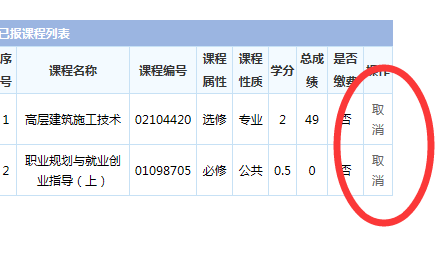 已报课程列表
序号 课程名称 课程编号 课程属性 课程性质 学分 总成绩 是否缴费 操作
1 高层建筑施工技术 02104420 选修 专业 2 49 否 取消
2 职业规划与就业创业指导（上） 01098705 必修 公共 0.5 0 否 取消